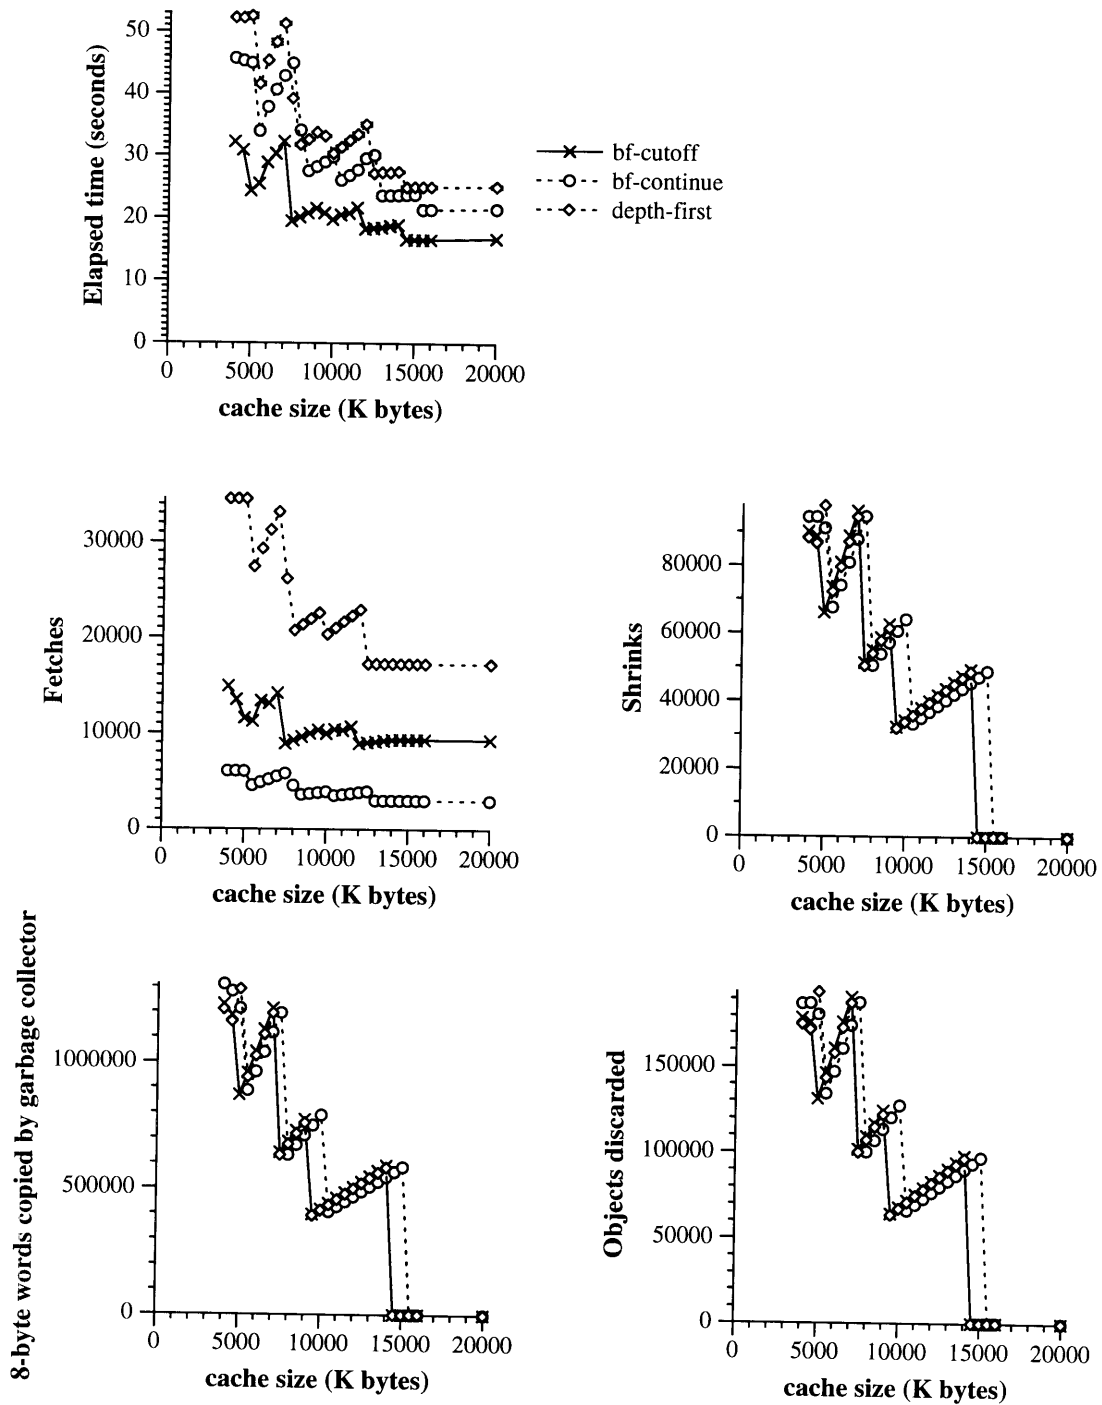 50
40
30
20
10
0
Elapsed time (seconds)
0 5000 10000 15000 20000
cache size (K bytes)
bf-cutoff
bf-continue
depth-first
30000
20000
10000
0
Fetches
0 5000 10000 15000 20000
cache size (K bytes)
80000
60000
40000
20000
0
Shrinks
0 5000 10000 15000 20000
cache size (K bytes)
1000000
500000
0
8-byte words copied by garbage collector
0 5000 10000 15000 20000
cache size (K bytes)
150000
100000
50000
0
Objects discarded
0 5000 10000 15000 20000
cache size (K bytes)